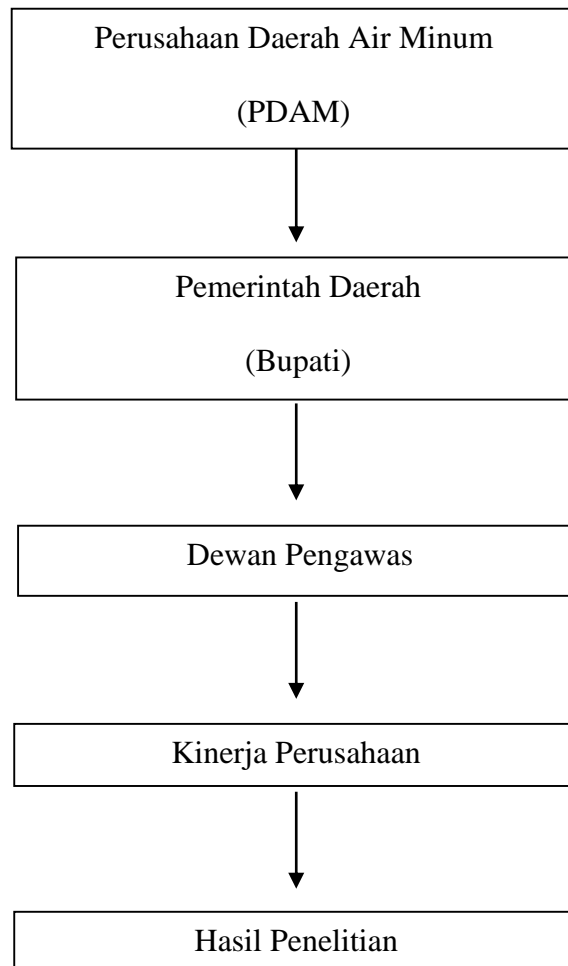 Perusahaan Daerah Air Minum
(PDAM)
Pemerintah Daerah
(Bupati)
Dewan Pengawas
Kinerja Perusahaan
Hasil Penelitian